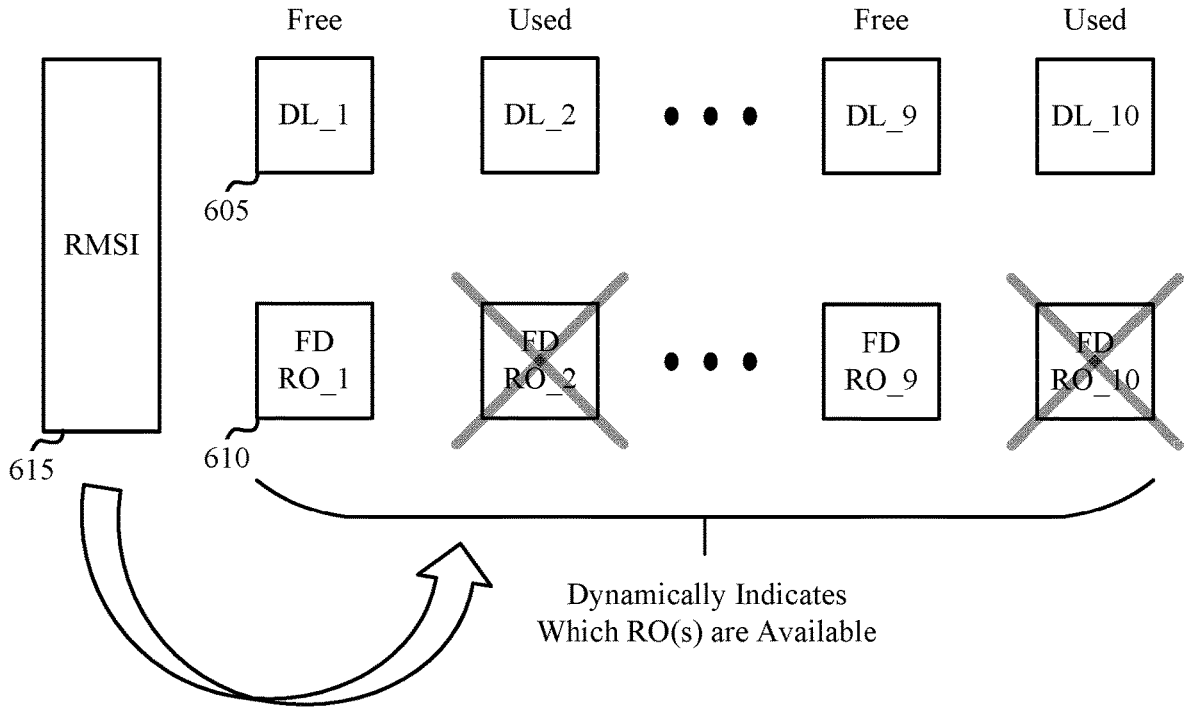 Free
Used
Free
Used
DL_1
DL_2
DL_9
DL_10
605
RMSI
FD
RO_1
FD
RO_2
FD
RO_9
FD
RO_10
615
610
Dynamically Indicates
Which RO(s) are Available